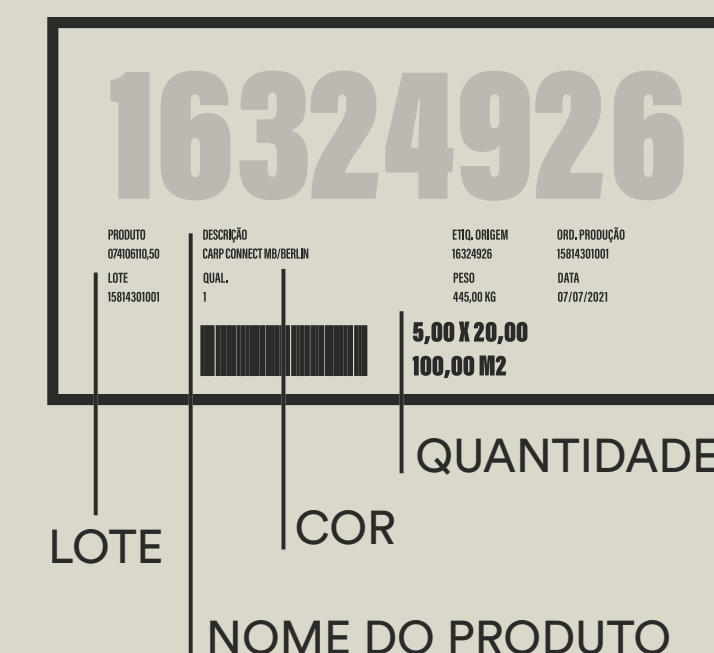 16324926
PRODUTO DESCRIÇÃO ETIQ. ORIGEM ORD. PRODUÇÃO
074106110,50 CARP CONNECT MB/BERLIN 16324926 15814301001
LOTE QUAL. PESO DATA
15814301001 1 445,00 KG 07/07/2021
5,00 X 20,00
100,00 M2
QUANTIDADE
COR
LOTE
NOME DO PRODUTO